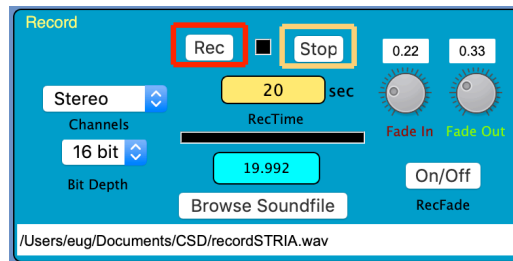 Record
Rec
Stop
0.22
0.33
Stereo
20 sec
Channels
RecTime
Fade In
Fade Out
16 bit
19.992
On/Off
Bit Depth
Browse Soundfile
RecFade
/Users/eug/Documents/CSD/recordSTRIA.wav